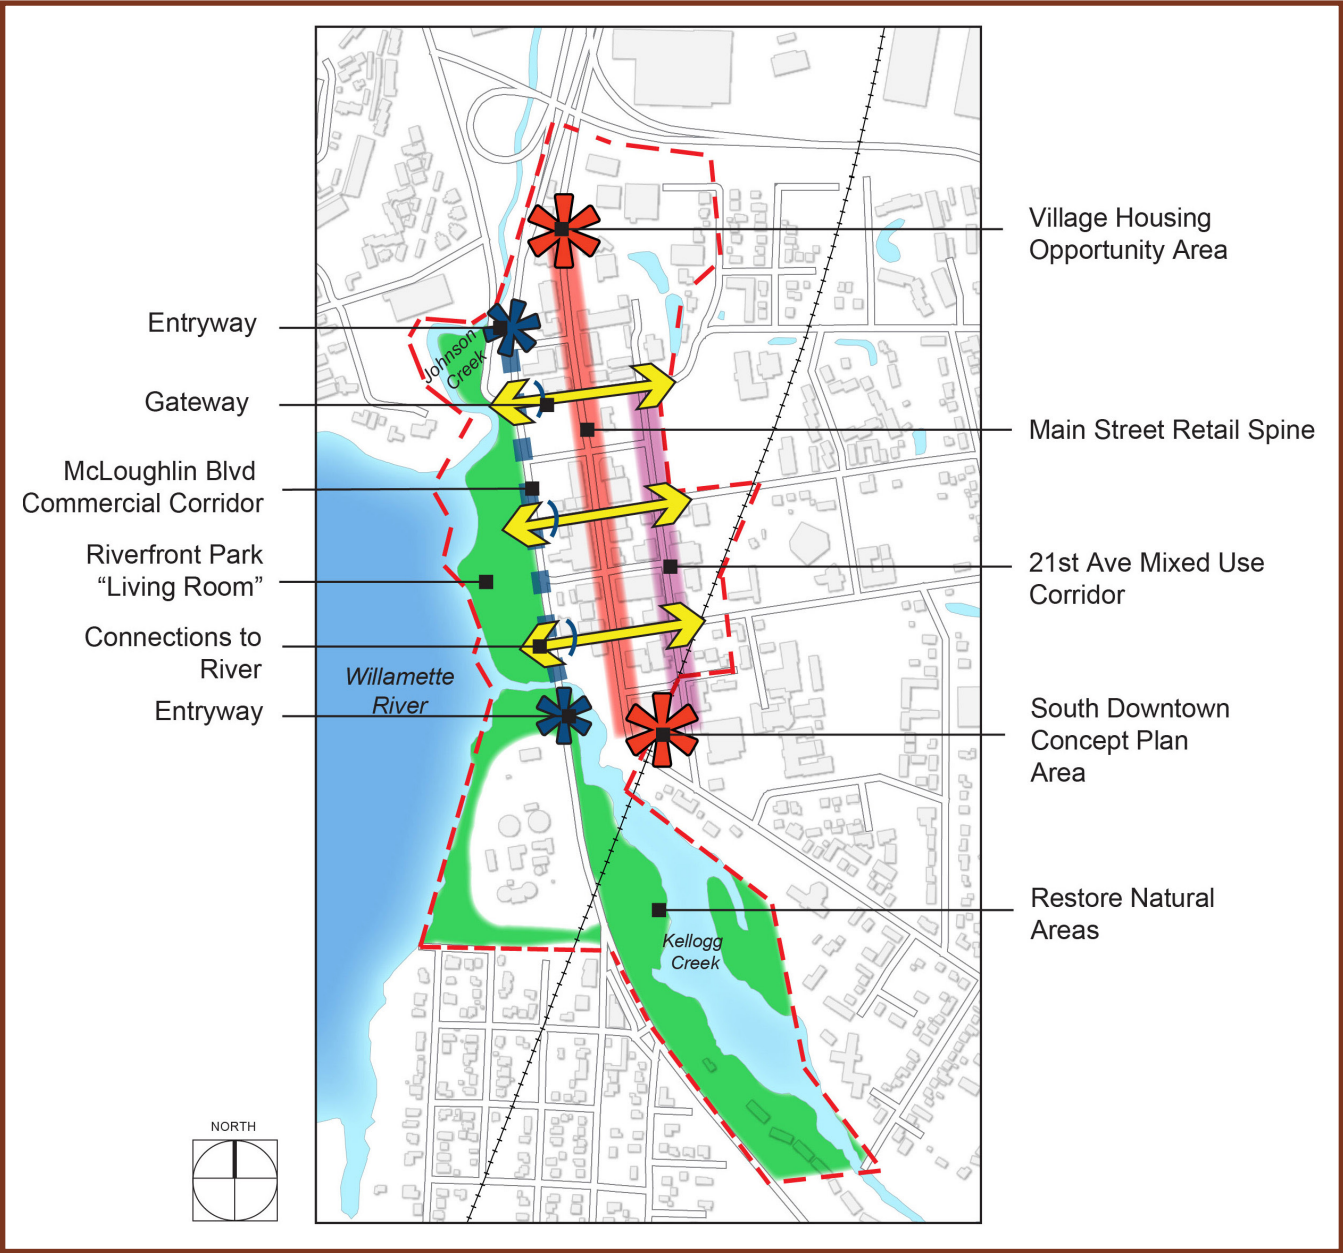 Village Housing
Opportunity Area
Entryway
Johnson
Creek
Gateway
Main Street Retail Spine
McLoughlin Blvd
Commercial Corridor
Riverfront Park
“Living Room”
21st Ave Mixed Use
Corridor
Connections to
River
Willamette
River
Entryway
South Downtown
Concept Plan
Area
Restore Natural
Areas
Kellogg
Creek
NORTH